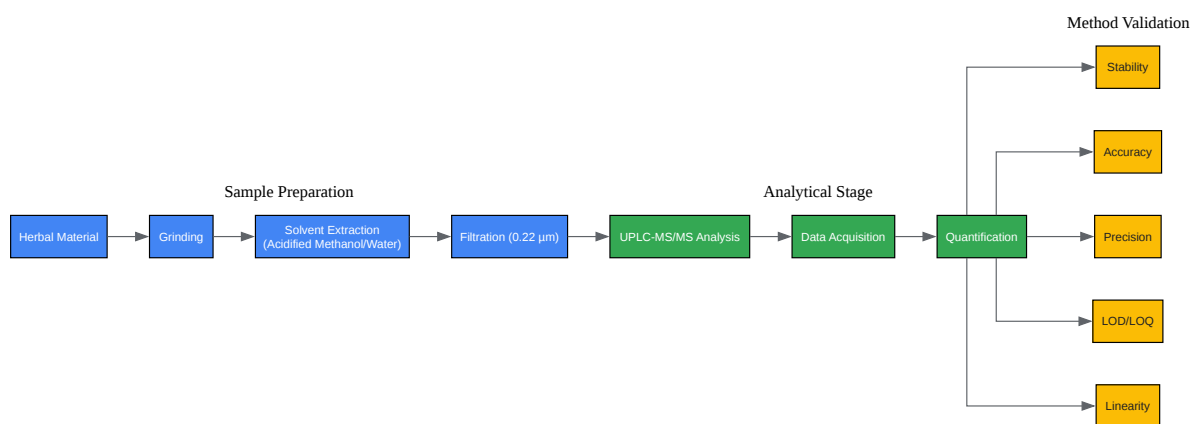 Method Validation
Stability
Accuracy
Sample Preparation
Analytical Stage
Herbal Material
Grinding
Solvent Extraction
(Acidified Methanol/Water)
Filtration (0.22 µm)
UPLC-MS/MS Analysis
Data Acquisition
Quantification
Precision
LOD/LOQ
Linearity